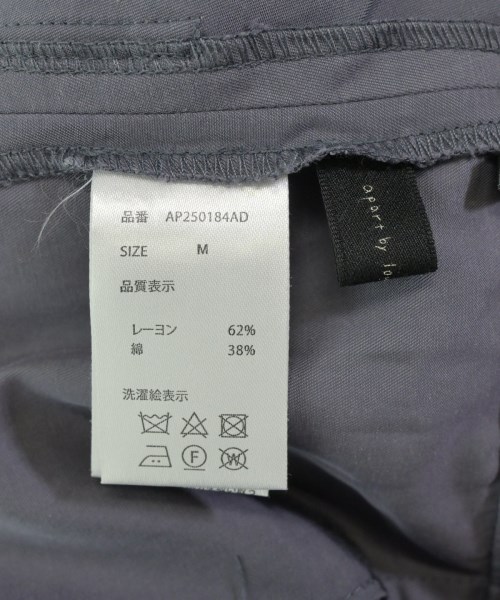 品番 AP250184AD
SIZE M
品質表示
レーヨン 62%
綿 38%
洗濯絵表示
F W
apart by